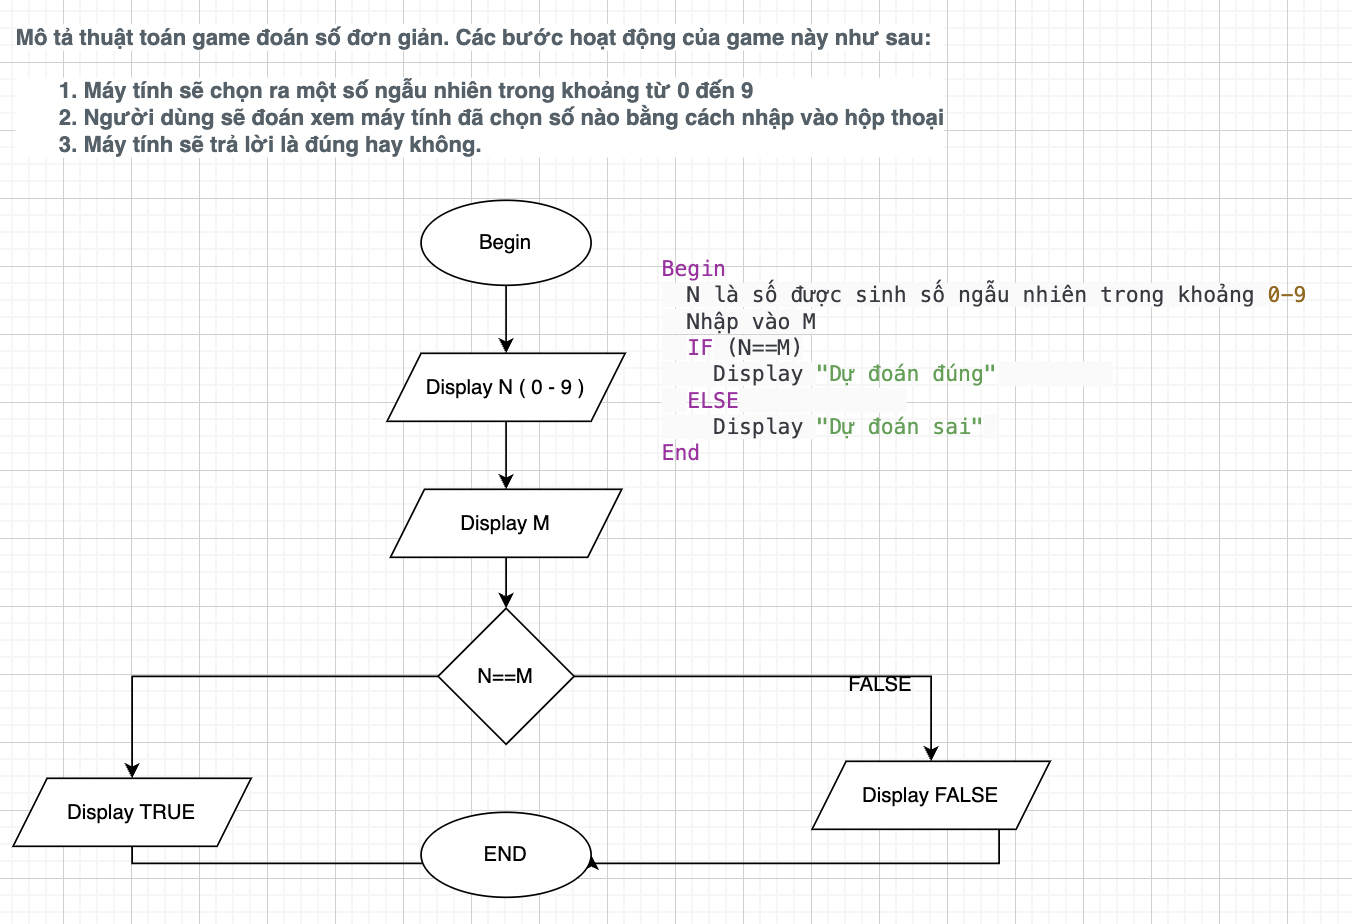 Mô tả thuật toán game đoán số đơn giản. Các bước hoạt động của game này như sau:
1. Máy tính sẽ chọn ra một số ngẫu nhiên trong khoảng từ 0 đến 9
2. Người dùng sẽ đoán xem máy tính đã chọn số nào bằng cách nhập vào hộp thoại
3. Máy tính sẽ trả lời là đúng hay không.
Begin
Display N ( 0 - 9 )
Display M
N==M
FALSE
Display TRUE
Display FALSE
END
Begin
N là số được sinh số ngẫu nhiên trong khoảng 0-9
Nhập vào M
IF (N==M)
Display "Dự đoán đúng"
ELSE
Display "Dự đoán sai"
End